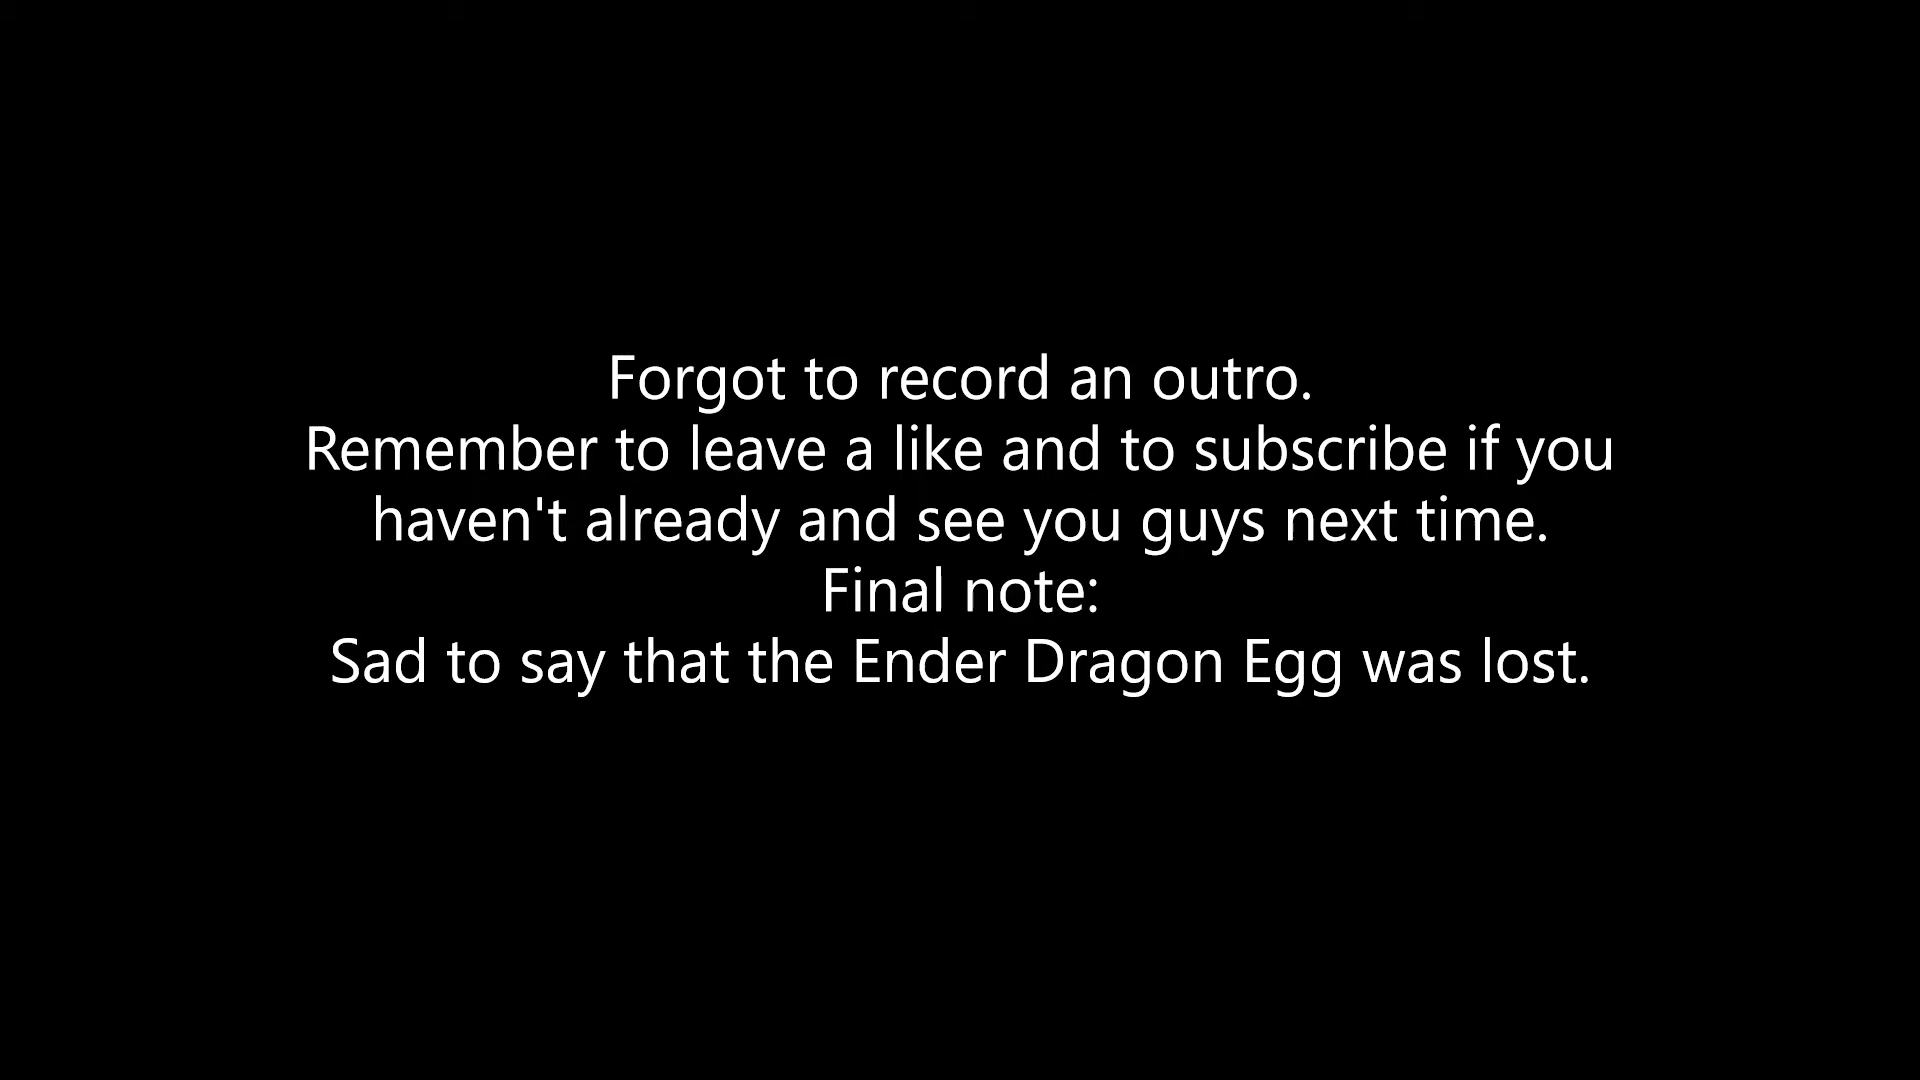 Forgot to record an outro.
Remember to leave a like and to subscribe if you
haven't already and see you guys next time.
Final note:
Sad to say that the Ender Dragon Egg was lost.